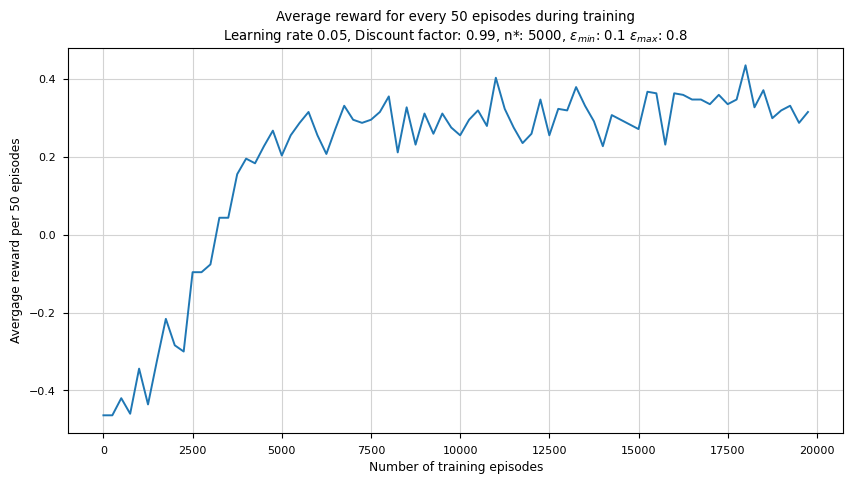 Average reward for every 50 episodes during training
Learning rate 0.05, Discount factor: 0.99, n*: 5000, ε_min: 0.1 ε_max: 0.8
Avergage reward per 50 episodes
0.4
0.2
0.0
−0.2
−0.4
0 2500 5000 7500 10000 12500 15000 17500 20000
Number of training episodes